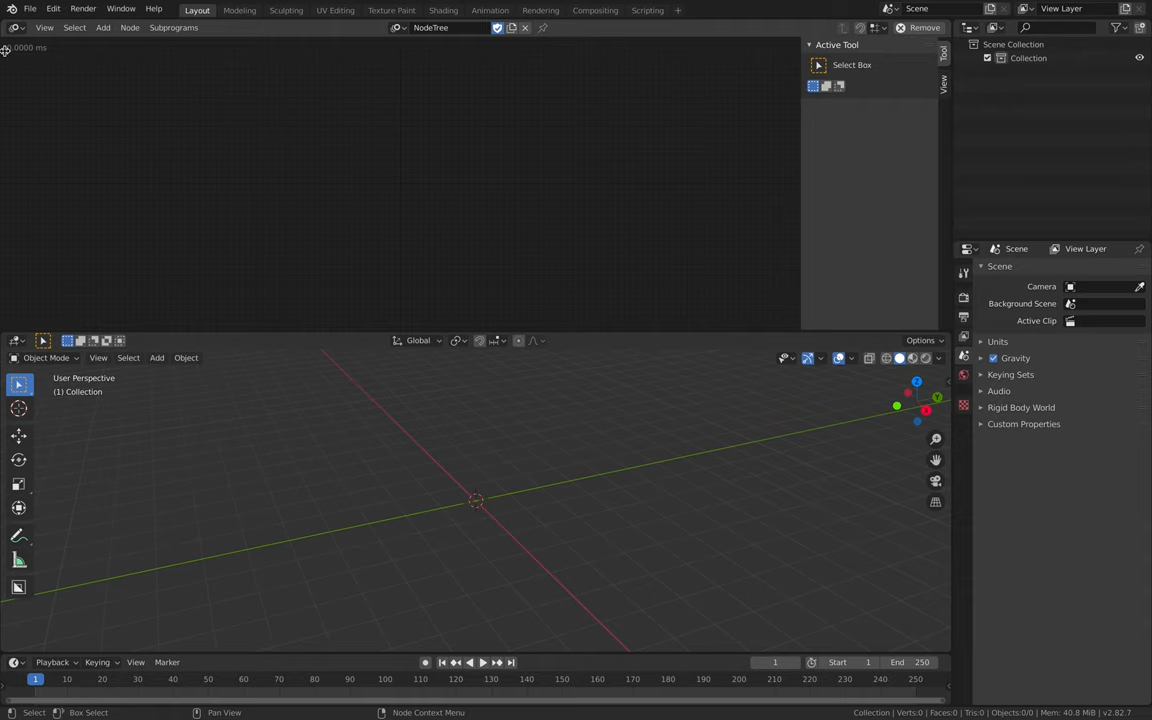 File Edit Render Window Help Layout Modeling Sculpting UV Editing Texture Paint Shading Animation Rendering Compositing Scripting + Scene View Layer
View Select Add Node Subprograms NodeTree Remove
.0000 ms
Active Tool
Select Box
Tool
View
Scene Collection
Collection
Scene View Layer
Scene
Camera
Background Scene
Active Clip
Units
Gravity
Keying Sets
Audio
Rigid Body World
Custom Properties
Global Options
Object Mode View Select Add Object
User Perspective
(1) Collection
Z
Y
X
Playback Keying View Marker 1 Start 1 End 250
1 10 20 30 40 50 60 70 80 90 100 110 120 130 140 150 160 170 180 190 200 210 220 230 240 250
Select Box Select Pan View Node Context Menu Collection | Verts:0 | Faces:0 | Tris:0 | Objects:0/0 | Mem: 40.8 MiB | v2.82.7